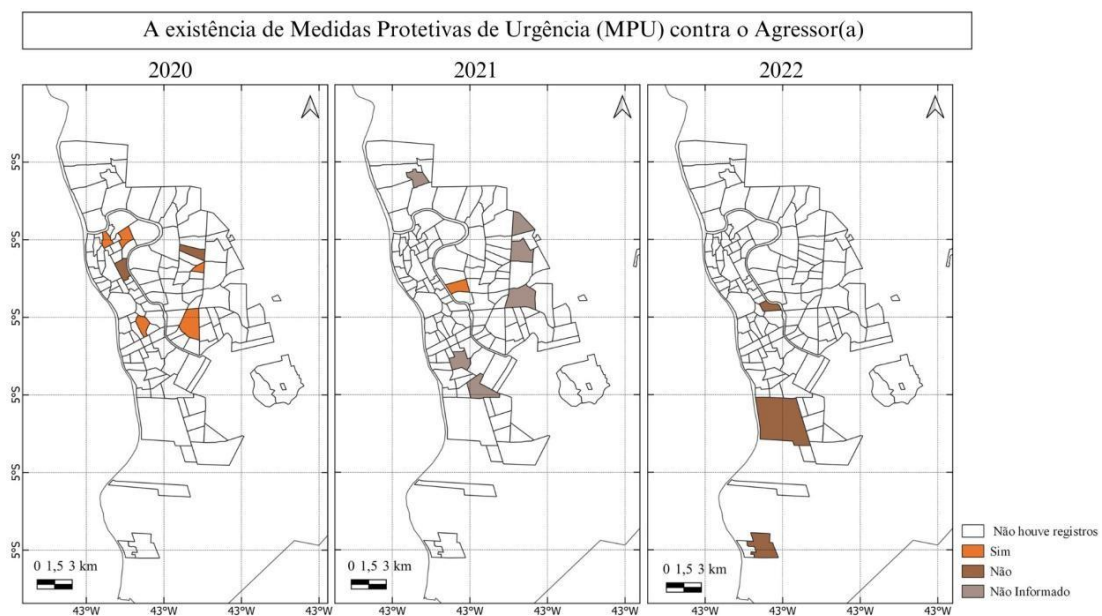 A existência de Medidas Protetivas de Urgência (MPU) contra o Agressor(a)
2020
2021
2022
5°S
5°S
5°S
5°S
5°S
5°S
0 1,5 3 km
0 1,5 3 km
0 1,5 3 km
43°W
43°W
43°W
43°W
43°W
43°W
43°W
43°W
43°W
43°W
43°W
43°W
Não houve registros
Sim
Não
Não Informado